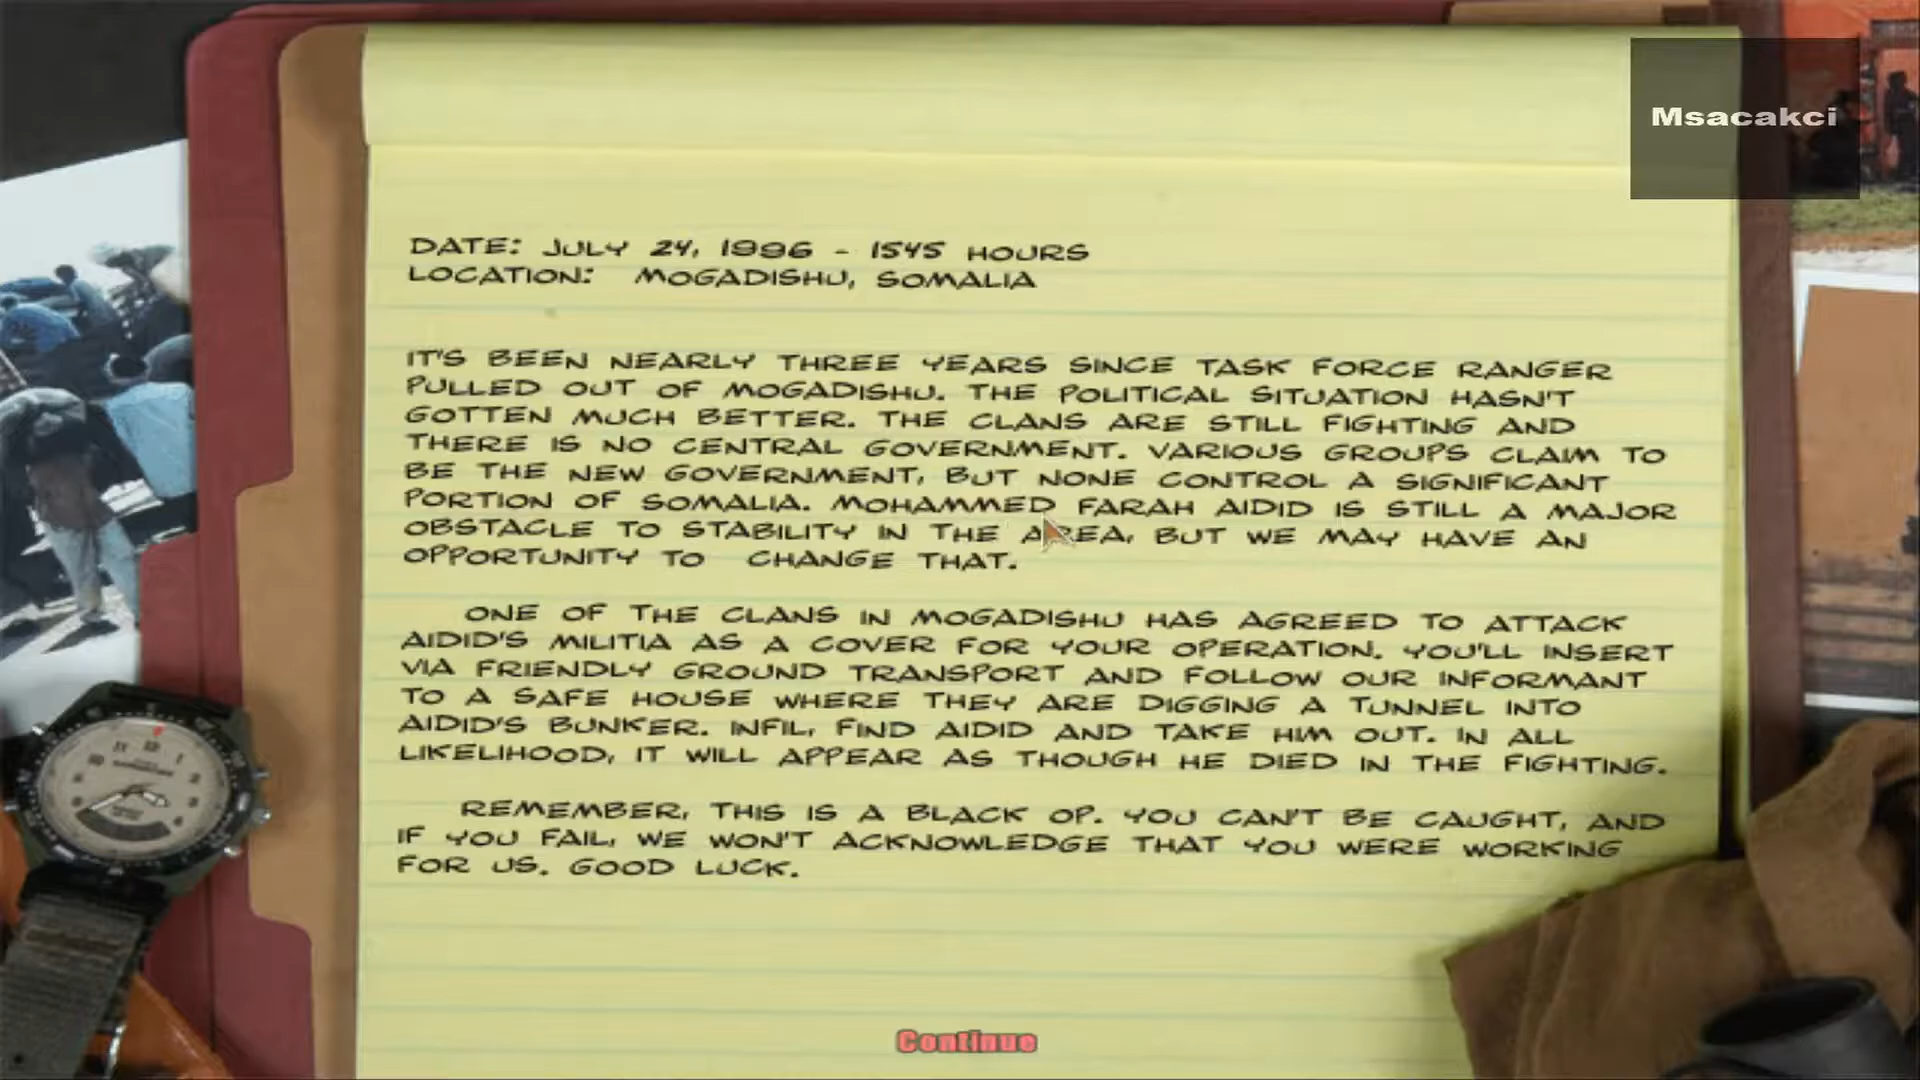 Msacakci
DATE: JULY 24, 1996 - 1545 HOURS
LOCATION: MOGADISHU, SOMALIA
IT'S BEEN NEARLY THREE YEARS SINCE TASK FORCE RANGER
PULLED OUT OF MOGADISHU. THE POLITICAL SITUATION HASN'T
GOTTEN MUCH BETTER. THE CLANS ARE STILL FIGHTING AND
THERE IS NO CENTRAL GOVERNMENT. VARIOUS GROUPS CLAIM TO
BE THE NEW GOVERNMENT, BUT NONE CONTROL A SIGNIFICANT
PORTION OF SOMALIA. MOHAMMED FARAH AIDID IS STILL A MAJOR
OBSTACLE TO STABILITY IN THE AREA, BUT WE MAY HAVE AN
OPPORTUNITY TO CHANGE THAT.
ONE OF THE CLANS IN MOGADISHU HAS AGREED TO ATTACK
AIDID'S MILITIA AS A COVER FOR YOUR OPERATION. YOU'LL INSERT
VIA FRIENDLY GROUND TRANSPORT AND FOLLOW OUR INFORMANT
TO A SAFE HOUSE WHERE THEY ARE DIGGING A TUNNEL INTO
AIDID'S BUNKER. INFIL, FIND AIDID AND TAKE HIM OUT. IN ALL
LIKELIHOOD, IT WILL APPEAR AS THOUGH HE DIED IN THE FIGHTING.
REMEMBER, THIS IS A BLACK OP. YOU CAN'T BE CAUGHT, AND
IF YOU FAIL, WE WON'T ACKNOWLEDGE THAT YOU WERE WORKING
FOR US. GOOD LUCK.
Continue